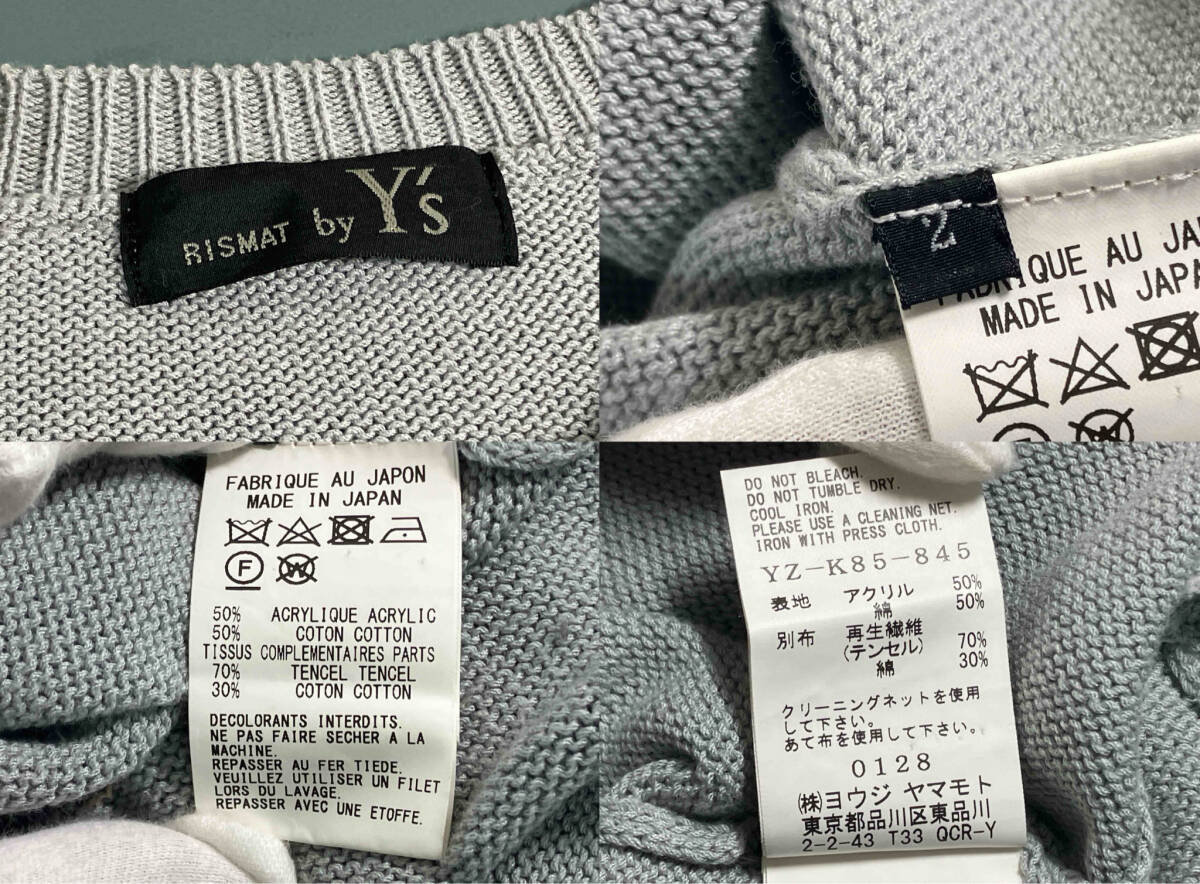 RISMAT by Y's
2
FABRIQUE AU JA
MADE IN JAPA
FABRIQUE AU JAPON
MADE IN JAPAN
F
W
50% ACRYLIQUE ACRYLIC
50% COTON COTTON
TISSUS COMPLEMENTAIRES PARTS
70% TENCEL TENCEL
30% COTON COTTON
DECOLORANTS INTERDITS.
NE PAS FAIRE SECHER A LA
MACHINE.
REPASSER AU FER TIEDE.
VEUILLEZ UTILISER UN FILET
LORS DU LAVAGE.
REPASSER AVEC UNE ETOFFE.
DO NOT BLEACH.
DO NOT TUMBLE DRY.
COOL IRON.
PLEASE USE A CLEANING NET.
IRON WITH PRESS CLOTH.
YZ-K85-845
表地 アクリル 50%
綿 50%
別布 再生繊維
(テンセル) 70%
綿 30%
クリーニングネットを使用
して下さい。
あて布を使用して下さい。
0128
(株)ヨウジ ヤマモト
東京都品川区東品川
2-2-43 T33 QCR-Y